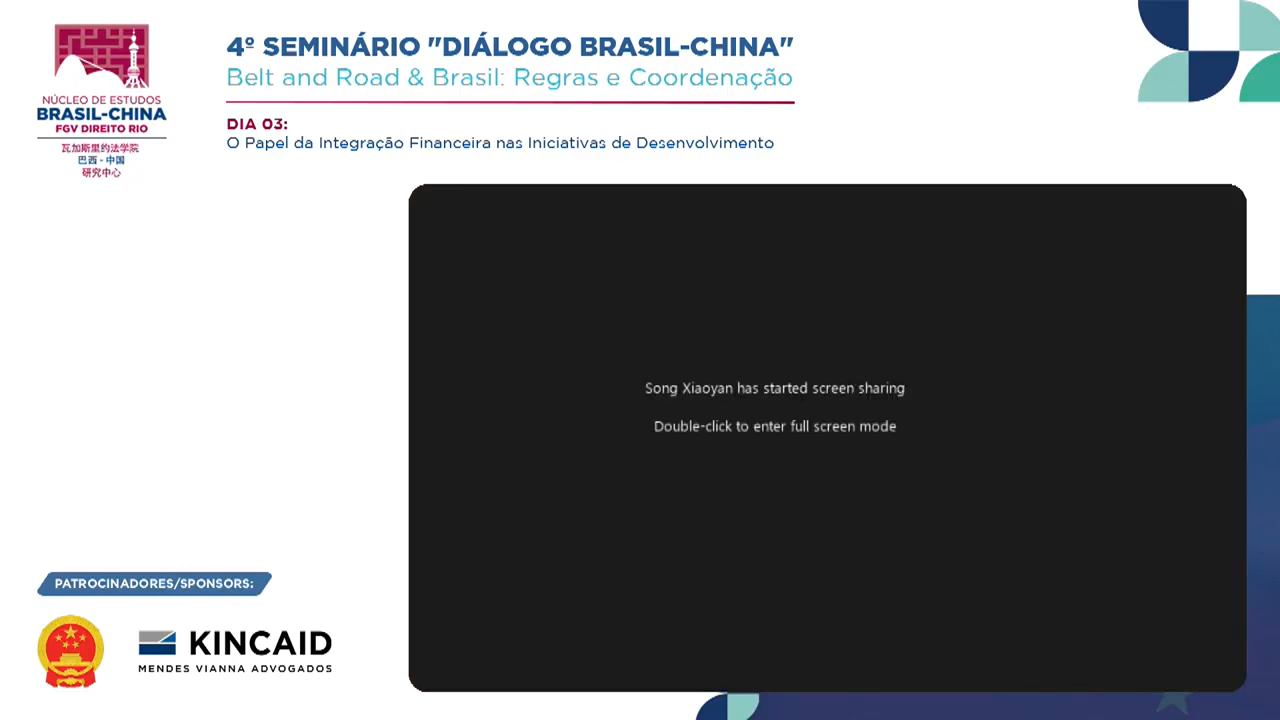 4º SEMINÁRIO "DIÁLOGO BRASIL-CHINA"
Belt and Road & Brasil: Regras e Coordenação
DIA 03:
O Papel da Integração Financeira nas Iniciativas de Desenvolvimento
NÚCLEO DE ESTUDOS
BRASIL-CHINA
FGV DIREITO RIO
瓦加斯里约法学院
巴西 - 中国
研究中心
Song Xiaoyan has started screen sharing
Double-click to enter full screen mode
PATROCINADORES/SPONSORS:
KINCAID
MENDES VIANNA ADVOGADOS